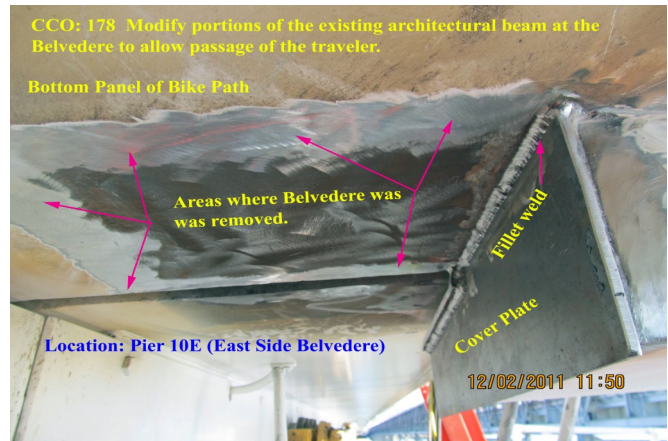 CCO: 178  Modify portions of the existing architectural beam at the
Belvedere to allow passage of the traveler.
Bottom Panel of Bike Path
Areas where Belvedere was
was removed.
Fillet weld
Cover Plate
Location: Pier 10E (East Side Belvedere)
12/02/2011 11:50